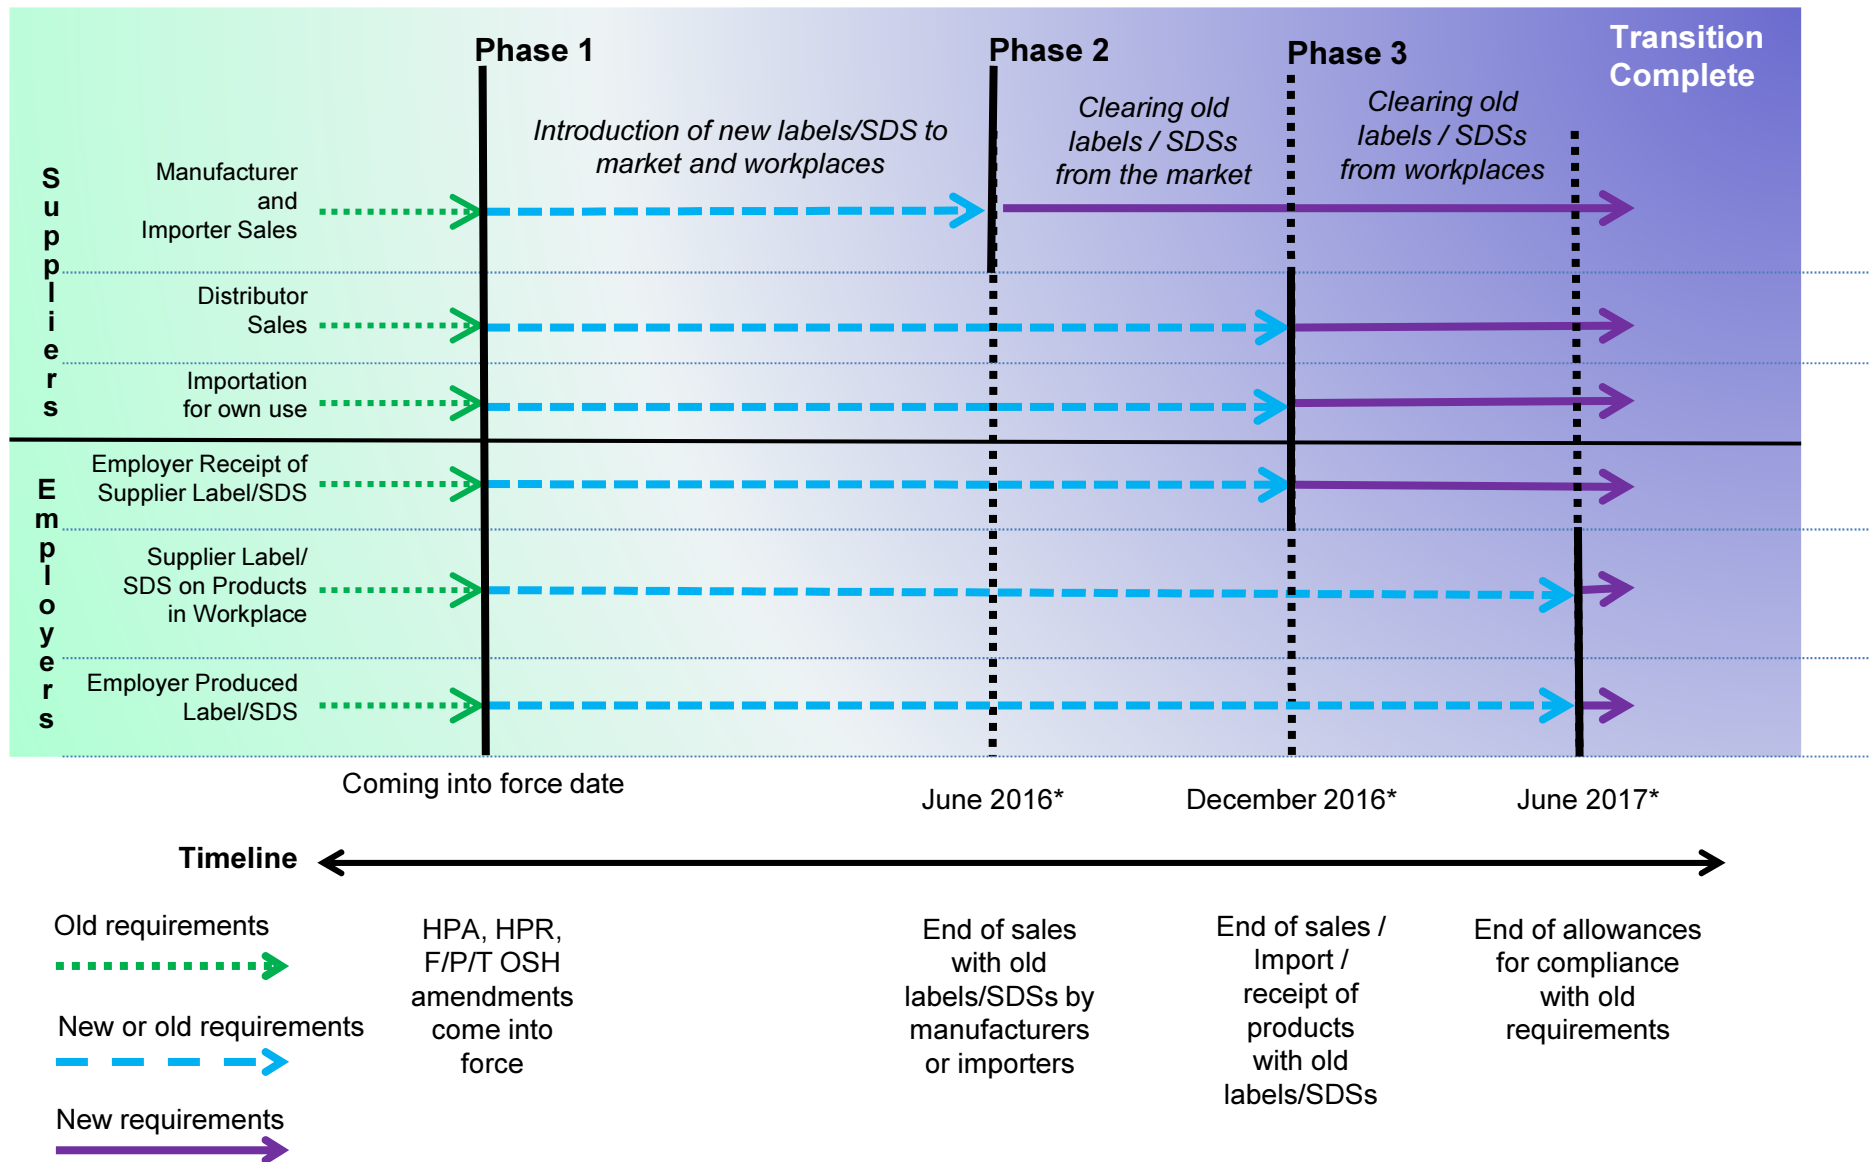 Phase 1
Phase 2
Phase 3
Transition
Complete
Introduction of new labels/SDS to
market and workplaces
Clearing old
labels / SDSs
from the market
Clearing old
labels / SDSs
from workplaces
Suppliers
Manufacturer
and
Importer Sales
Distributor
Sales
Importation
for own use
Employers
Employer Receipt of
Supplier Label/SDS
Supplier Label/
SDS on Products
in Workplace
Employer Produced
Label/SDS
Coming into force date
June 2016*
December 2016*
June 2017*
Timeline
Old requirements
New or old requirements
New requirements
HPA, HPR,
F/P/T OSH
amendments
come into
force
End of sales
with old
labels/SDSs by
manufacturers
or importers
End of sales /
Import /
receipt of
products
with old
labels/SDSs
End of allowances
for compliance
with old
requirements